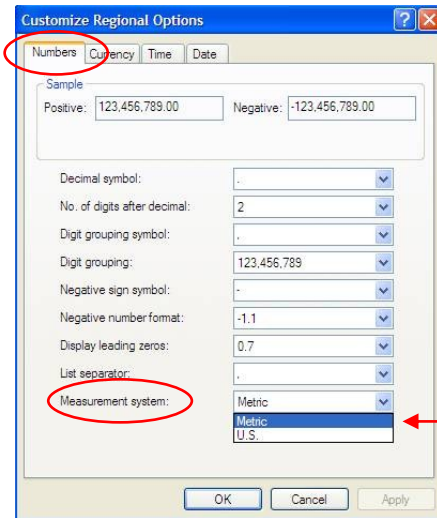 Customize Regional Options
Numbers Currency Time Date
Sample
Positive: 123,456,789.00 Negative: -123,456,789.00
Decimal symbol: .
No. of digits after decimal: 2
Digit grouping symbol: ,
Digit grouping: 123,456,789
Negative sign symbol: -
Negative number format: -1.1
Display leading zeros: 0.7
List separator: ,
Measurement system: Metric
Metric
U.S.
OK Cancel Apply